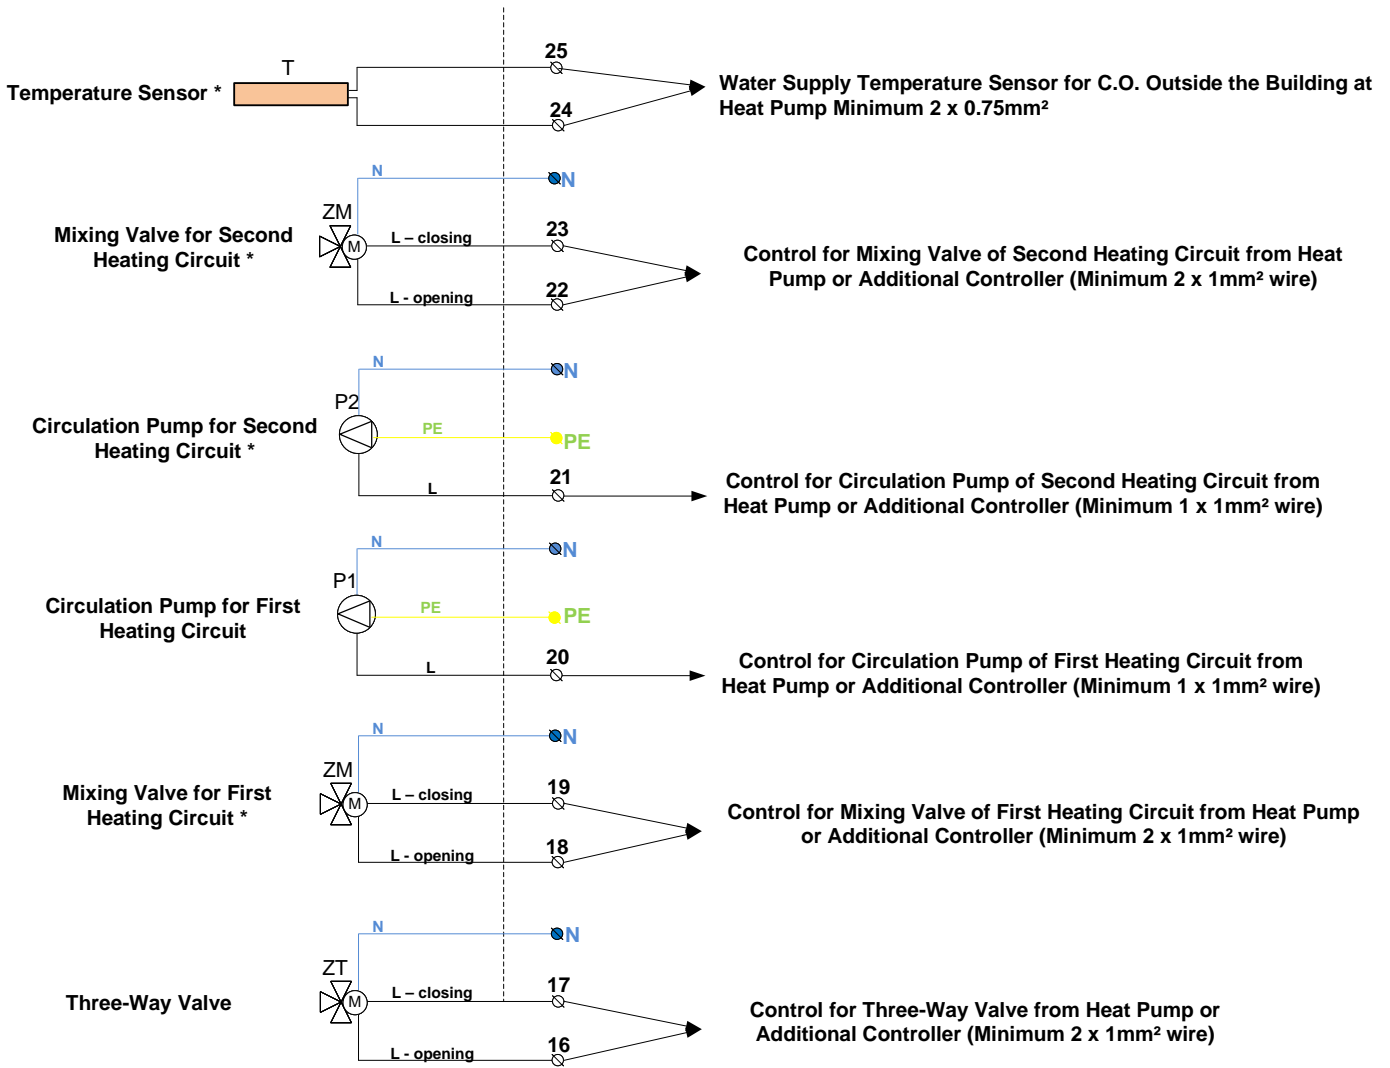 T
25
Temperature Sensor *
Water Supply Temperature Sensor for C.O. Outside the Building at
Heat Pump Minimum 2 x 0.75mm²
24
N
N
ZM
Mixing Valve for Second
Heating Circuit *
M
L – closing
23
Control for Mixing Valve of Second Heating Circuit from Heat
Pump or Additional Controller (Minimum 2 x 1mm² wire)
L - opening
22
N
N
P2
Circulation Pump for Second
Heating Circuit *
PE
PE
L
21
Control for Circulation Pump of Second Heating Circuit from
Heat Pump or Additional Controller (Minimum 1 x 1mm² wire)
N
N
P1
Circulation Pump for First
Heating Circuit
PE
PE
L
20
Control for Circulation Pump of First Heating Circuit from
Heat Pump or Additional Controller (Minimum 1 x 1mm² wire)
N
N
ZM
Mixing Valve for First
Heating Circuit *
M
L – closing
19
Control for Mixing Valve of First Heating Circuit from Heat Pump
or Additional Controller (Minimum 2 x 1mm² wire)
L - opening
18
N
N
ZT
Three-Way Valve
M
L – closing
17
Control for Three-Way Valve from Heat Pump or
Additional Controller (Minimum 2 x 1mm² wire)
L - opening
16